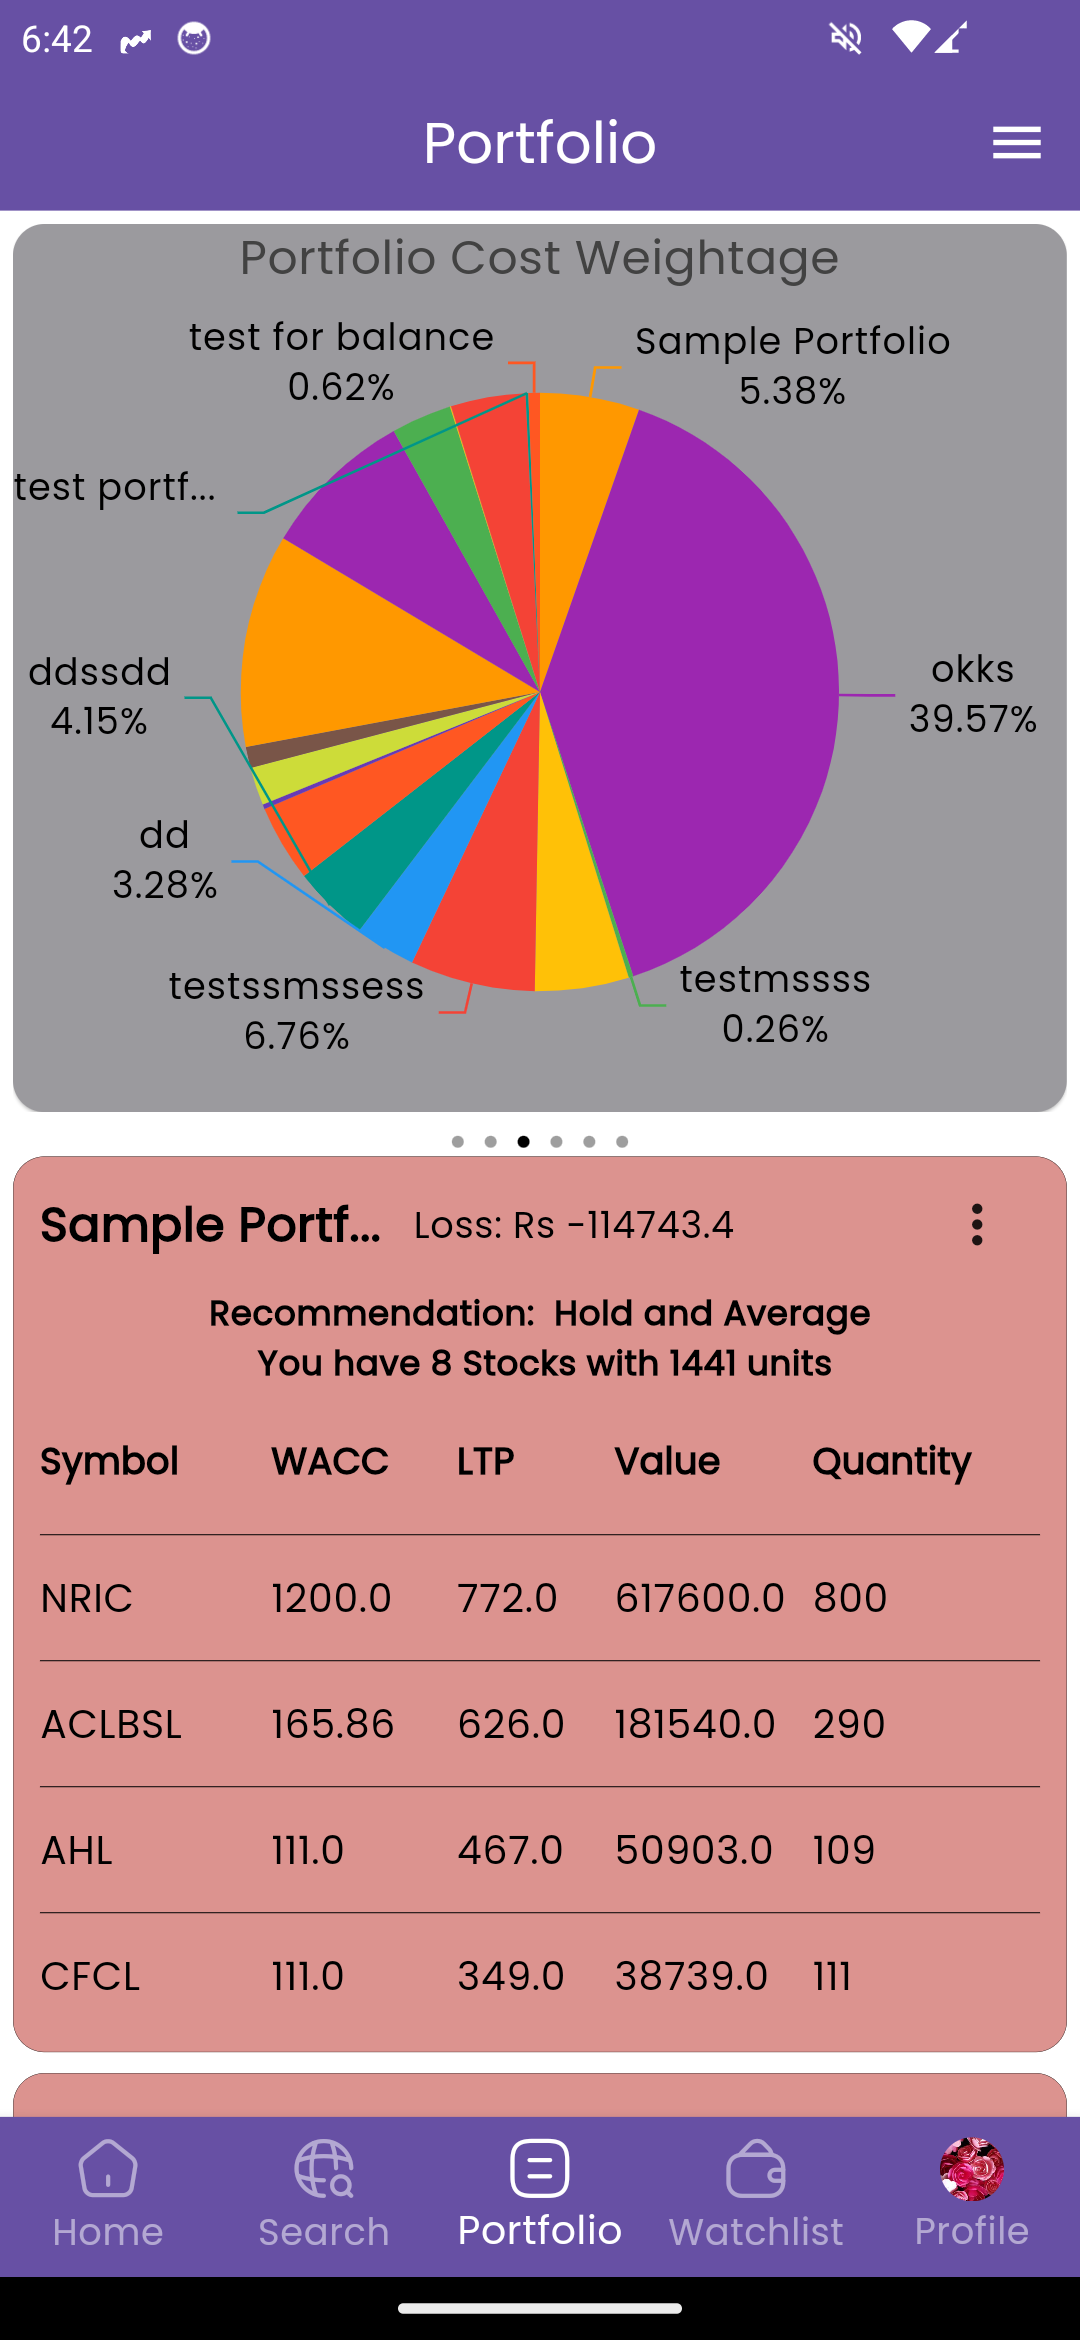 6:42
Portfolio
Portfolio Cost Weightage
test for balance
0.62%
Sample Portfolio
5.38%
test portf...
okks
39.57%
ddssdd
4.15%
dd
3.28%
testssmssess
6.76%
testmssss
0.26%
Sample Portf... Loss: Rs -114743.4
Recommendation: Hold and Average
You have 8 Stocks with 1441 units
Symbol WACC LTP Value Quantity
NRIC 1200.0 772.0 617600.0 800
ACLBSL 165.86 626.0 181540.0 290
AHL 111.0 467.0 50903.0 109
CFCL 111.0 349.0 38739.0 111
Home Search Portfolio Watchlist Profile